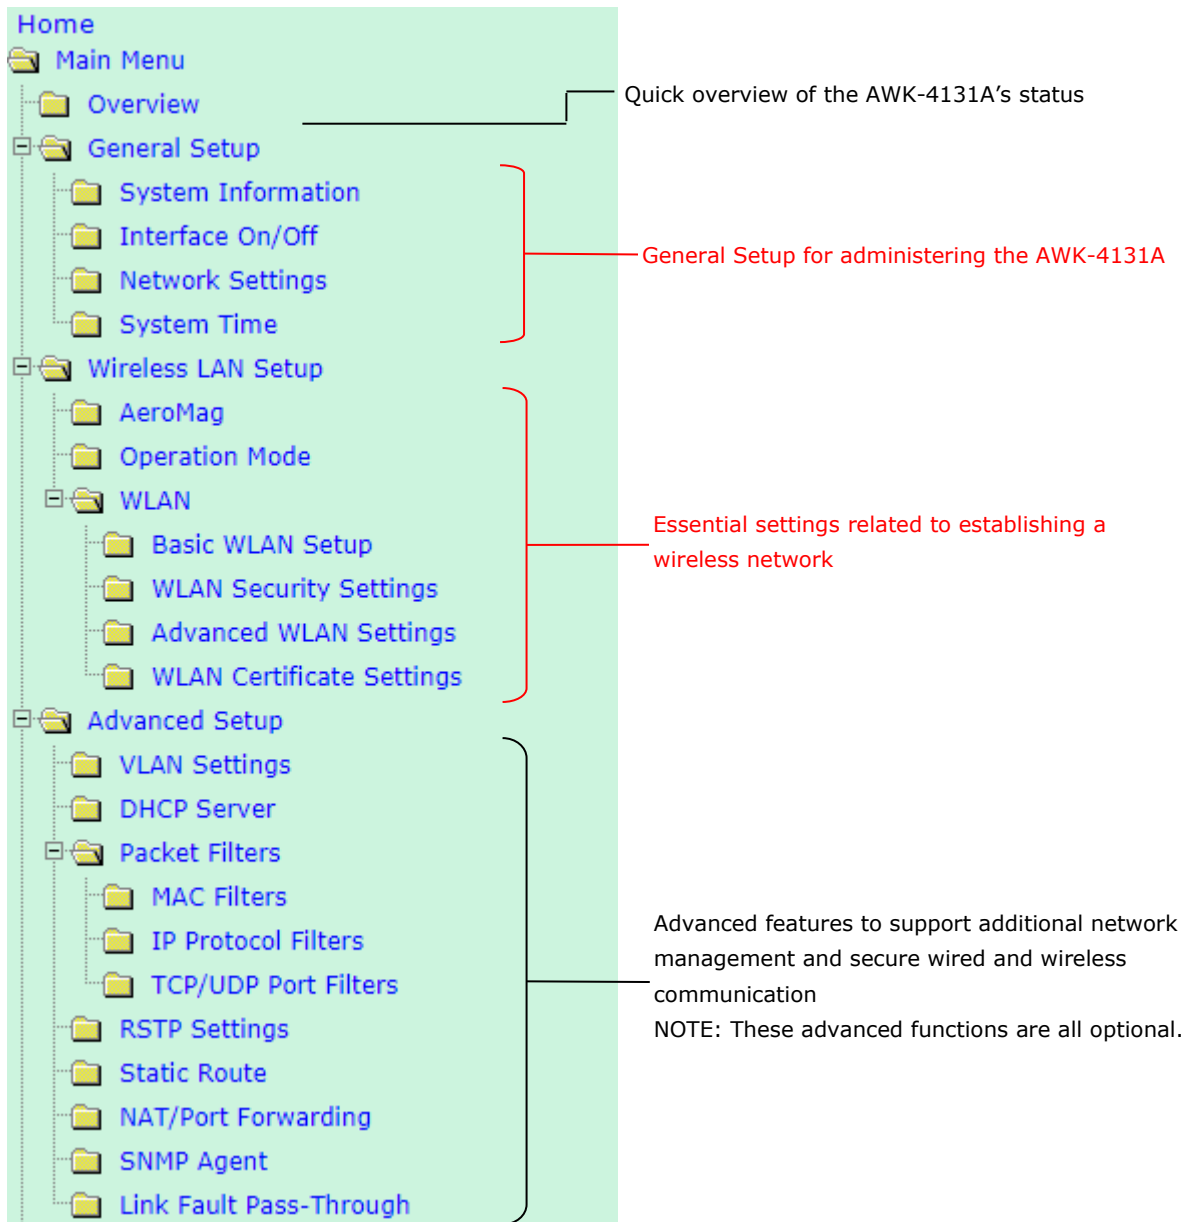 Home
Main Menu
Overview
Quick overview of the AWK-4131A’s status
General Setup
System Information
Interface On/Off
Network Settings
System Time
General Setup for administering the AWK-4131A
Wireless LAN Setup
AeroMag
Operation Mode
WLAN
Basic WLAN Setup
WLAN Security Settings
Advanced WLAN Settings
WLAN Certificate Settings
Essential settings related to establishing a
wireless network
Advanced Setup
VLAN Settings
DHCP Server
Packet Filters
MAC Filters
IP Protocol Filters
TCP/UDP Port Filters
RSTP Settings
Static Route
NAT/Port Forwarding
SNMP Agent
Link Fault Pass-Through
Advanced features to support additional network
management and secure wired and wireless
communication
NOTE: These advanced functions are all optional.